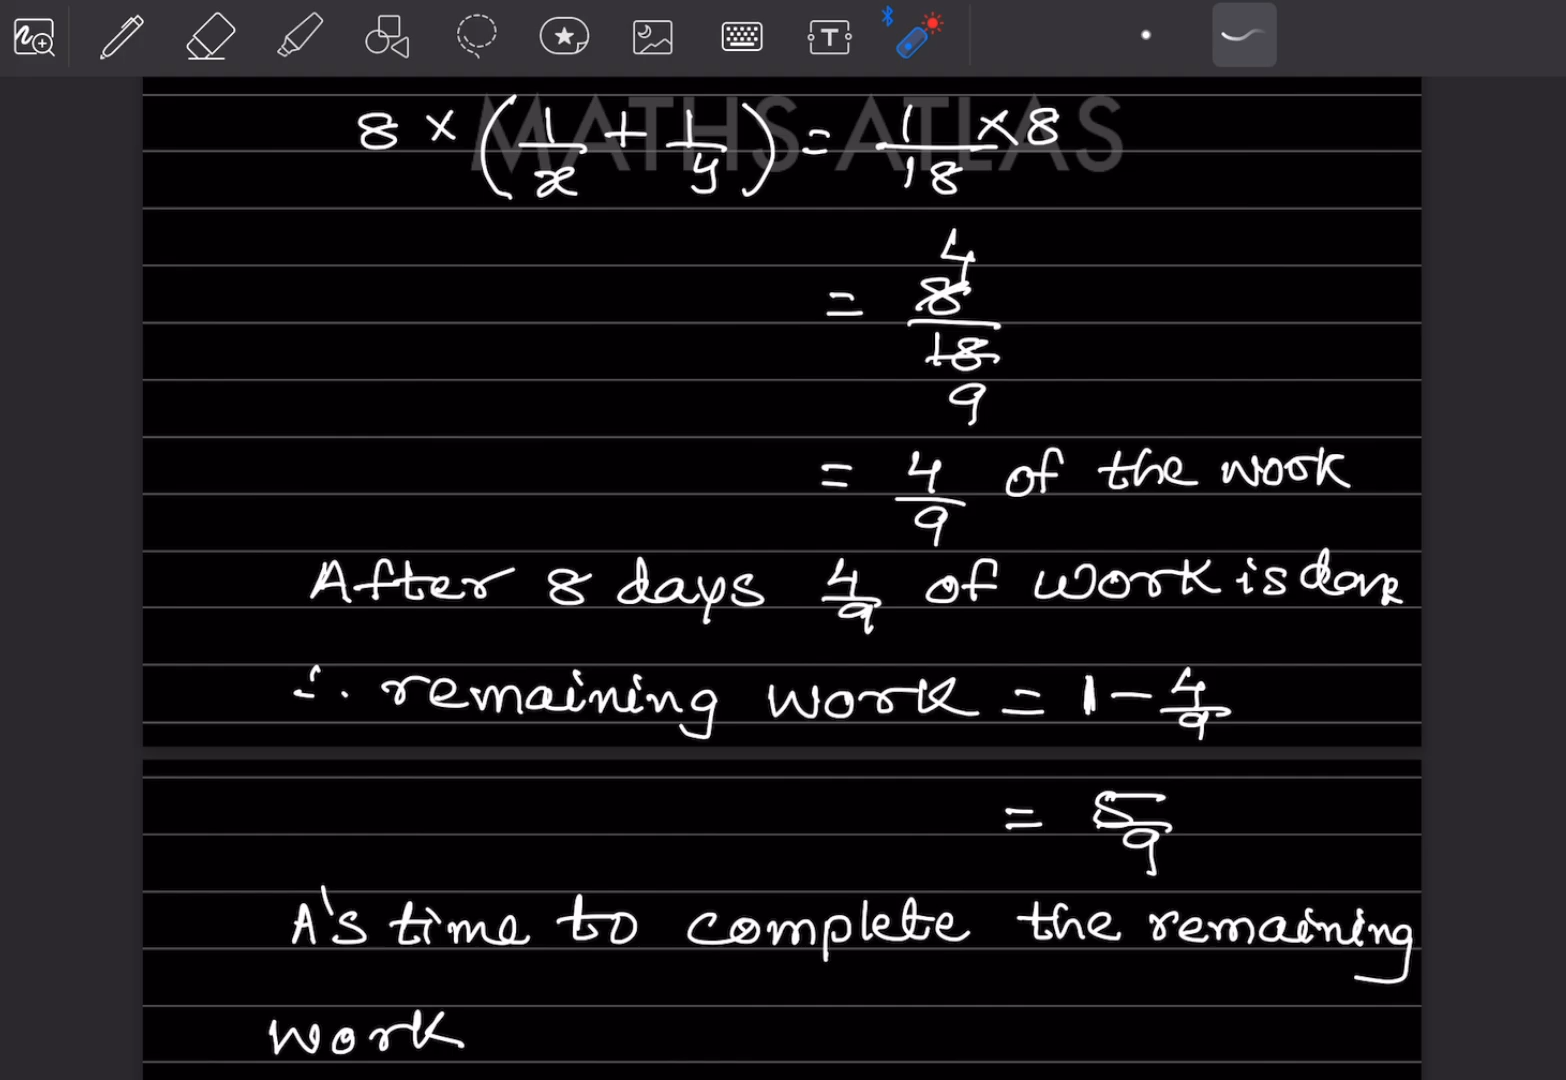 MATHS ATLAS
8 × (1/x + 1/y) = 1/18 × 8
4
= 8/18
9
= 4/9 of the work
After 8 days 4/9 of work is done
∴ remaining work = 1 - 4/9
= 5/9
A's time to complete the remaining
work